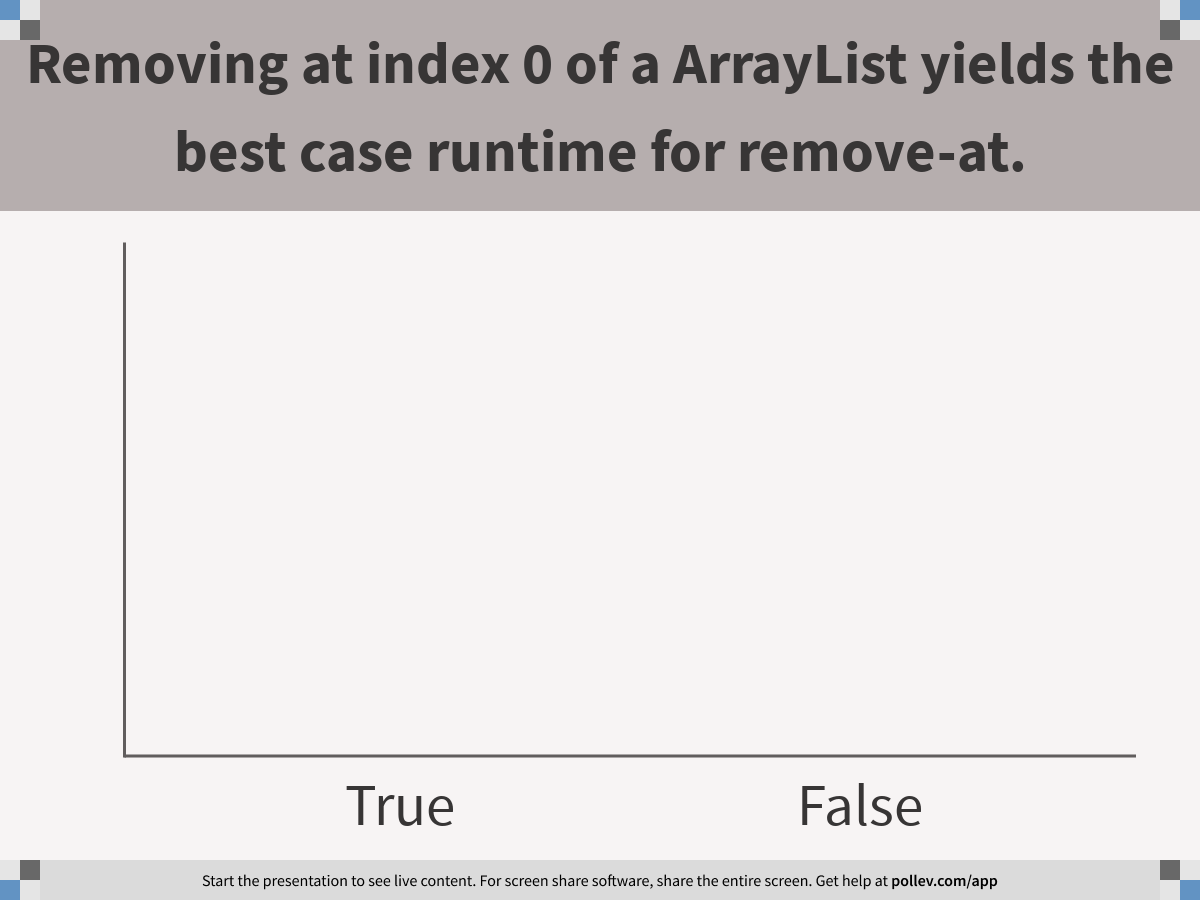 Removing at index 0 of a ArrayList yields the
best case runtime for remove-at.
True
False
Start the presentation to see live content. For screen share software, share the entire screen. Get help at pollev.com/app